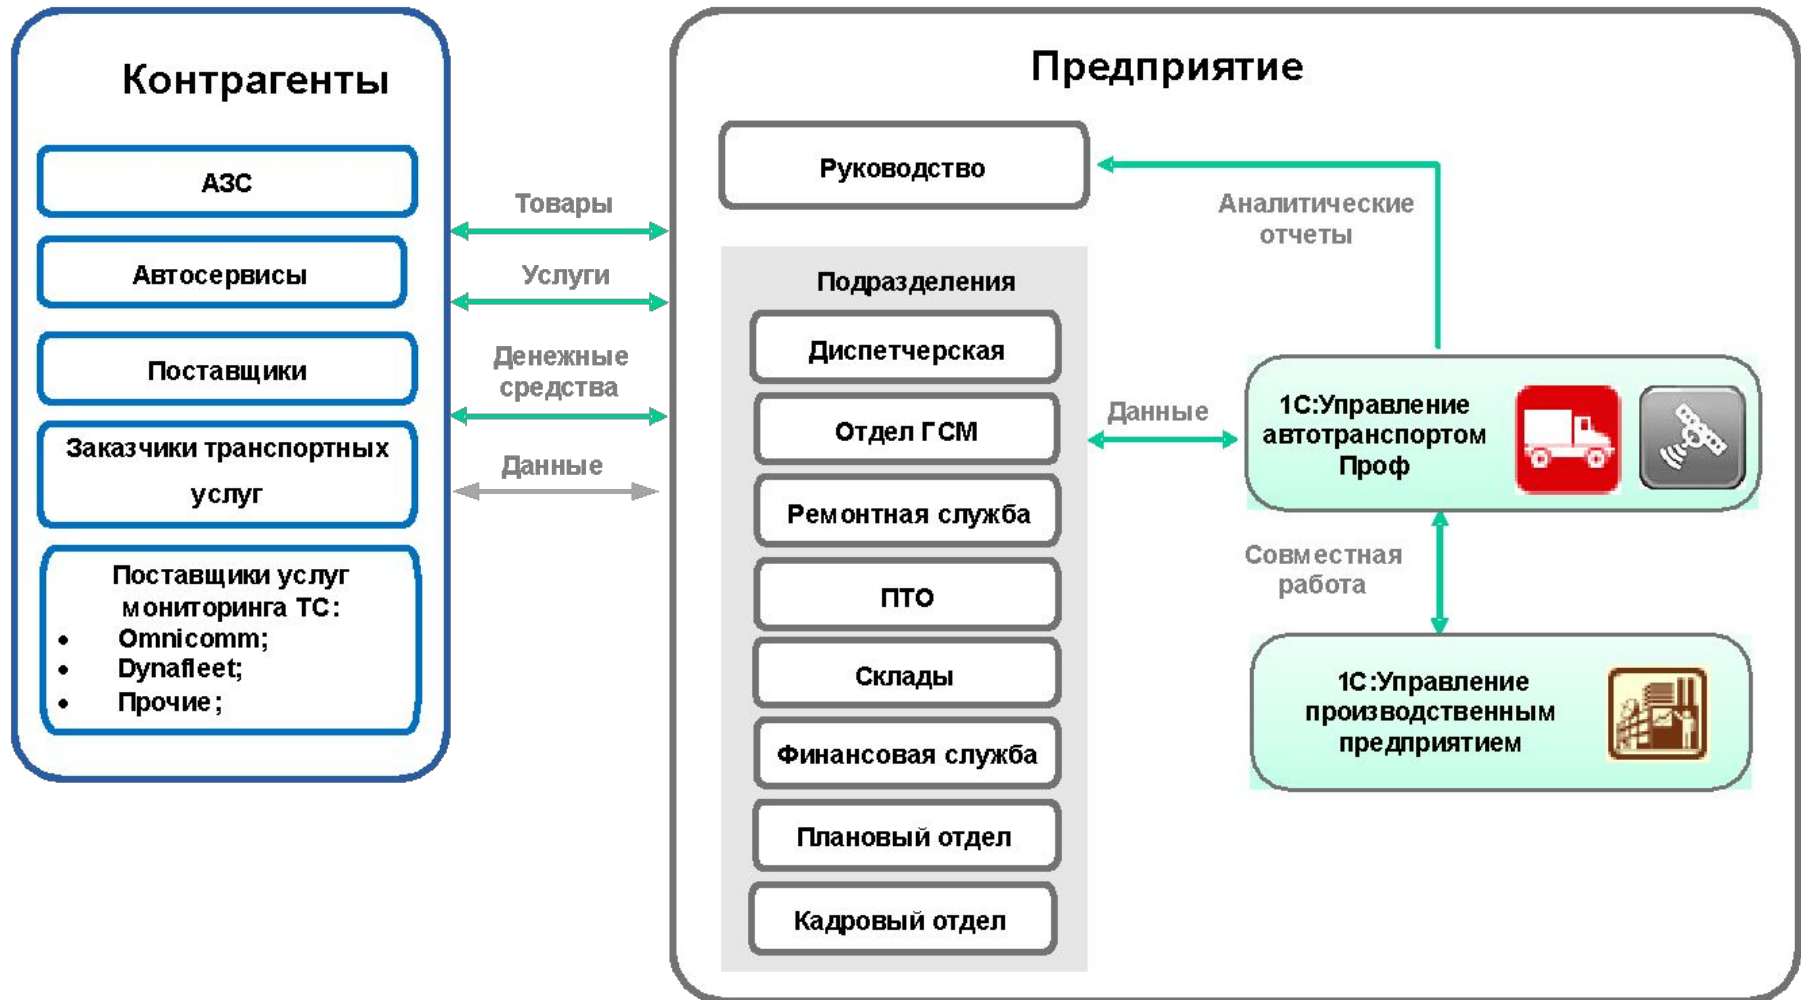 Контрагенты
АЗС
Автосервисы
Поставщики
Заказчики транспортных
услуг
Поставщики услуг
мониторинга ТС:
• Omnicomm;
• Dynafleet;
• Прочие;
Товары
Услуги
Денежные
средства
Данные
Предприятие
Руководство
Подразделения
Диспетчерская
Отдел ГСМ
Ремонтная служба
ПТО
Склады
Финансовая служба
Плановый отдел
Кадровый отдел
Аналитические
отчеты
Данные
1С:Управление
автотранспортом
Проф
Совместная
работа
1С:Управление
производственным
предприятием